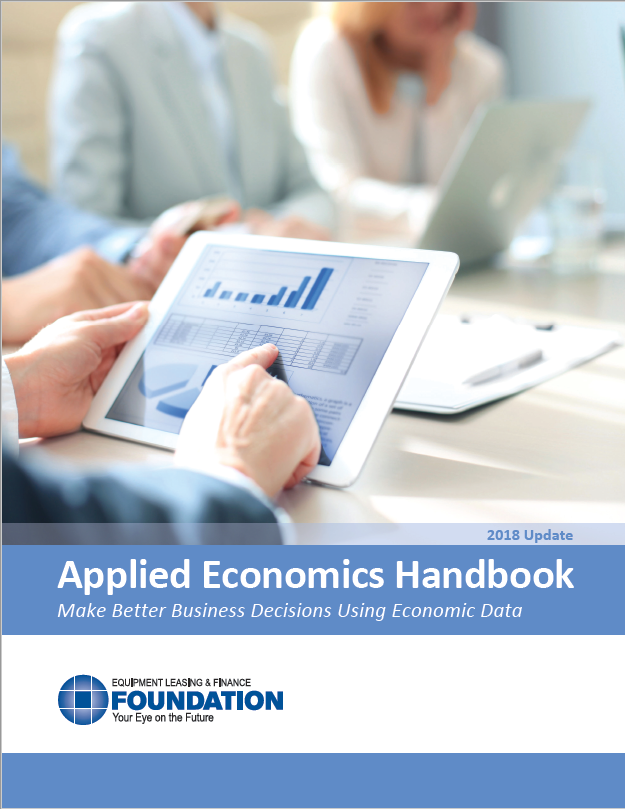 2018 Update
Applied Economics Handbook
Make Better Business Decisions Using Economic Data
EQUIPMENT LEASING & FINANCE
FOUNDATION
Your Eye on the Future